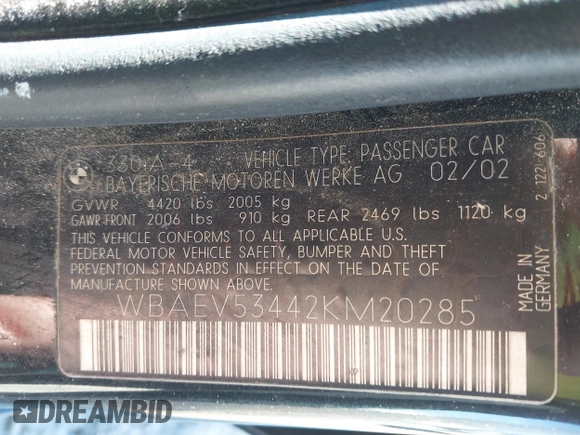 330iA-4 VEHICLE TYPE: PASSENGER CAR
BAYERISCHE MOTOREN WERKE AG 02/02
GVWR 4420 lbs 2005 kg
GAWR-FRONT 2006 lbs 910 kg REAR 2469 lbs 1120 kg
THIS VEHICLE CONFORMS TO ALL APPLICABLE U.S.
FEDERAL MOTOR VEHICLE SAFETY, BUMPER AND THEFT
PREVENTION STANDARDS IN EFFECT ON THE DATE OF
MANUFACTURE SHOWN ABOVE.
WBAEV53442KM20285
MADE IN
GERMANY
2 122 606
DREAMBID